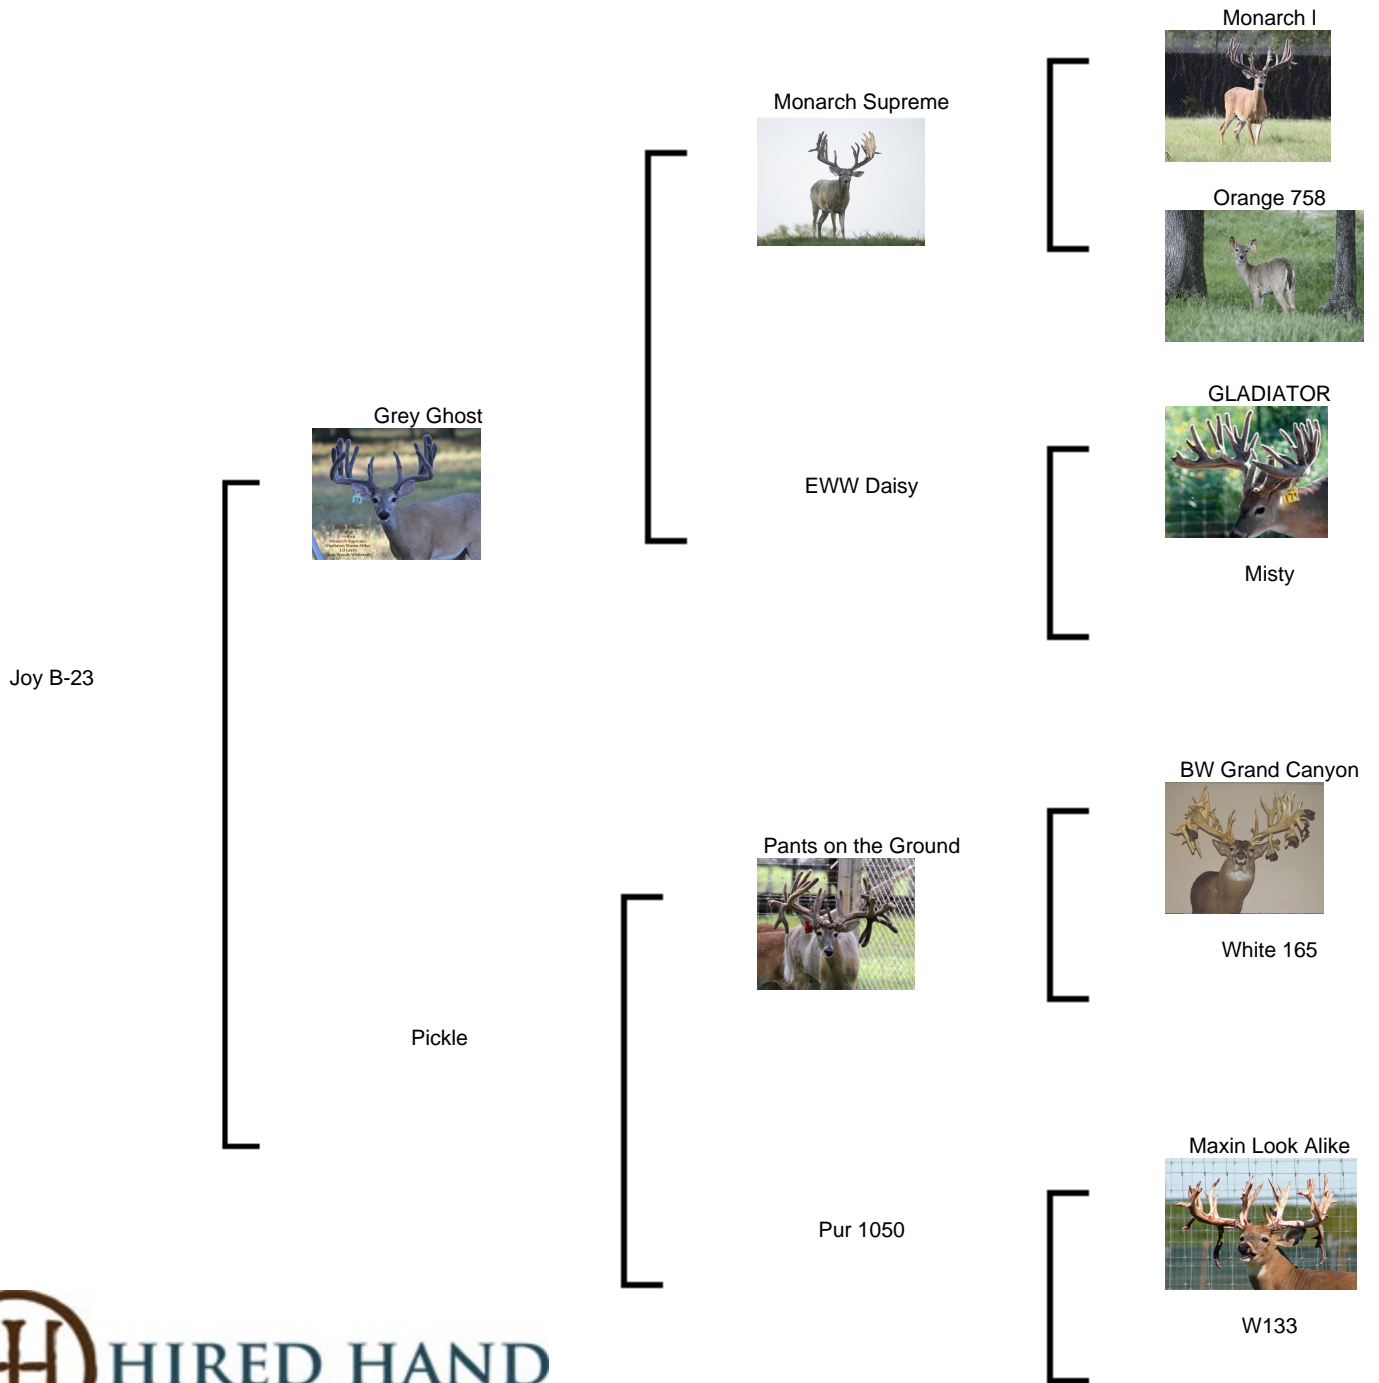 Monarch I
Monarch Supreme
Orange 758
GLADIATOR
Grey Ghost
EWW Daisy
Misty
Joy B-23
BW Grand Canyon
Pants on the Ground
White 165
Pickle
Maxin Look Alike
Pur 1050
W133
H HIRED HAND